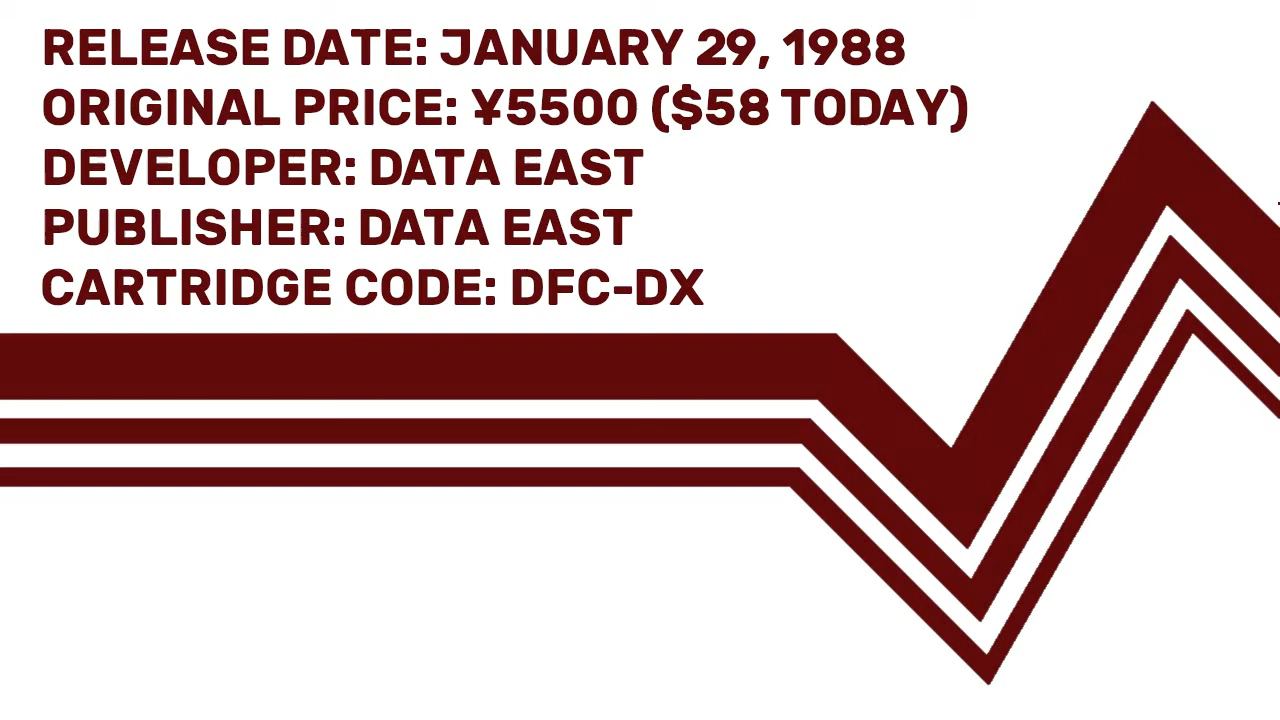 RELEASE DATE: JANUARY 29, 1988
ORIGINAL PRICE: ¥5500 ($58 TODAY)
DEVELOPER: DATA EAST
PUBLISHER: DATA EAST
CARTRIDGE CODE: DFC-DX